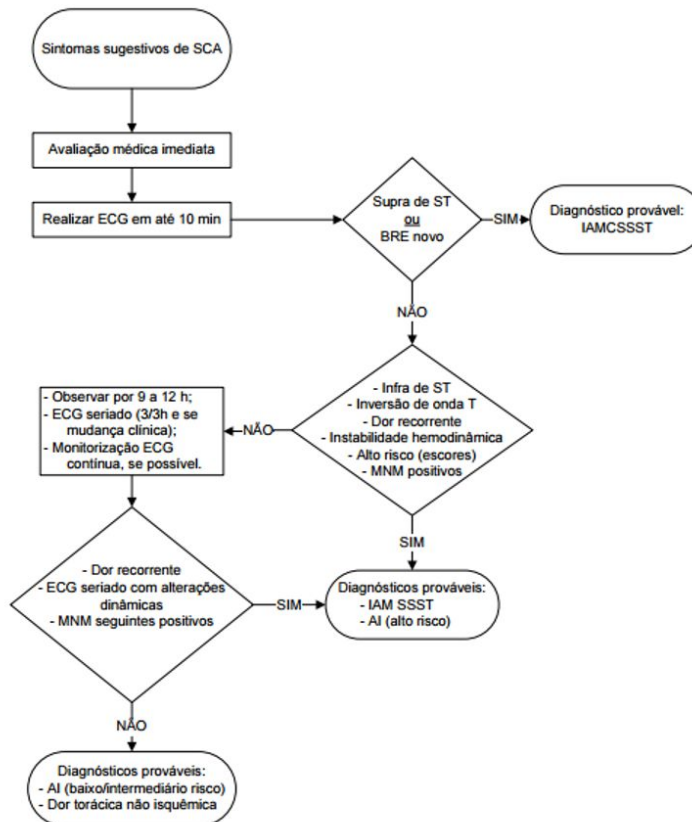 Sintomas sugestivos de SCA
Avaliação médica imediata
Realizar ECG em até 10 min
Supra de ST
ou
BRE novo
SIM
Diagnóstico provável:
IAMCSSST
NÃO
- Infra de ST
- Inversão de onda T
- Dor recorrente
- Instabilidade hemodinâmica
- Alto risco (escores)
- MNM positivos
NÃO
- Observar por 9 a 12 h;
- ECG seriado (3/3h e se
mudança clínica);
- Monitorização ECG
contínua, se possível.
SIM
- Dor recorrente
- ECG seriado com alterações
dinâmicas
- MNM seguintes positivos
SIM
Diagnósticos prováveis:
- IAM SSST
- AI (alto risco)
NÃO
Diagnósticos prováveis:
- AI (baixo/intermediário risco)
- Dor torácica não isquêmica